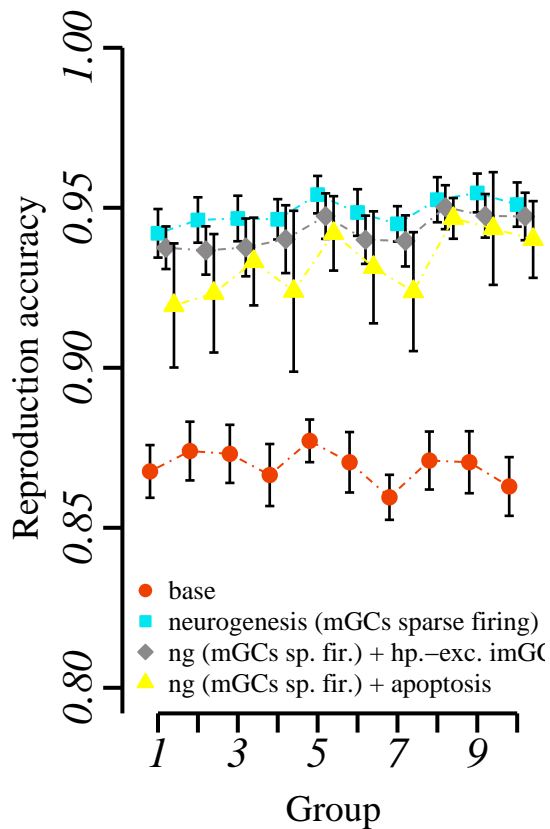 1.00
0.95
0.90
0.85
0.80
Reproduction accuracy
base
neurogenesis (mGCs sparse firing)
ng (mGCs sp. fir.) + hp.−exc. imGC
ng (mGCs sp. fir.) + apoptosis
1 3 5 7 9
Group